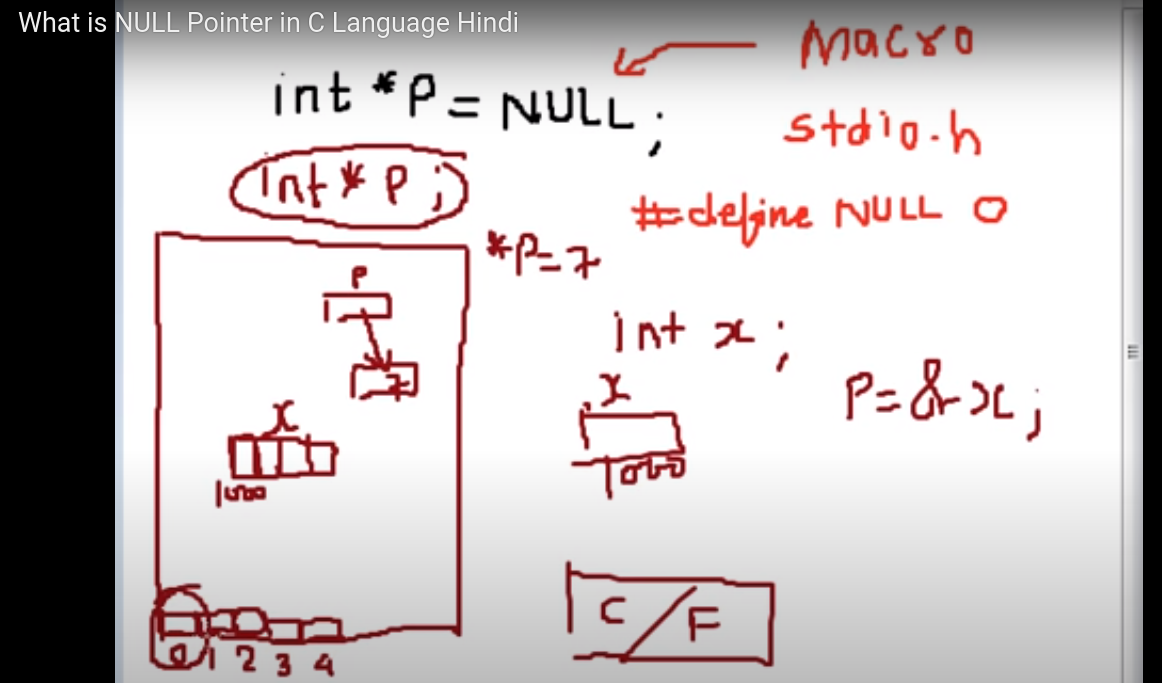 What is NULL Pointer in C Language Hindi
Macro
int *P = NULL ;
stdio.h
int * P ;
#define NULL 0
*P=7
P
7
int x ;
x
P=&x ;
x
1000
C/F
0 1 2 3 4